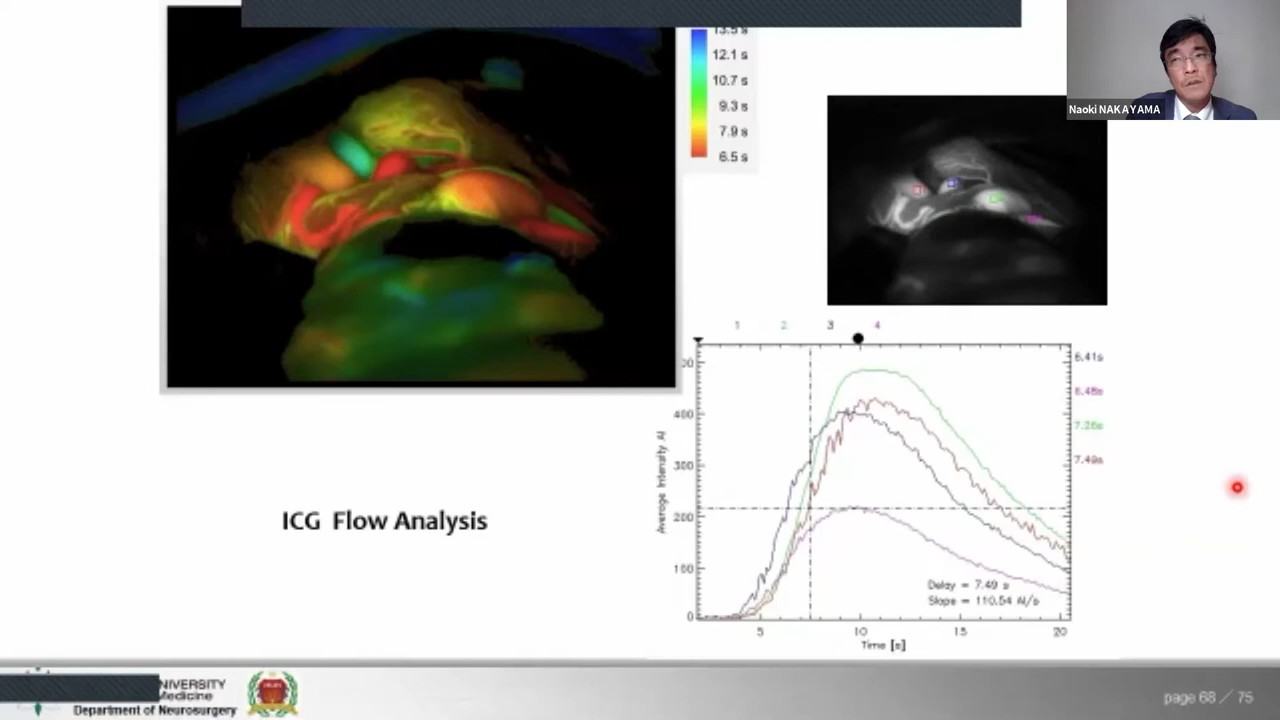 13.5 s
12.1 s
10.7 s
9.3 s
7.9 s
6.5 s
Naoki NAKAYAMA
1 2 3 4
400
300
200
100
0
Average Intensity AI
6.41s
6.48s
7.26s
7.49s
Delay = 7.49 s
Slope = 110.54 AI/s
5 10 15 20
Time [s]
ICG Flow Analysis
NIVERSITY
Medicine
Department of Neurosurgery
page 68 / 75